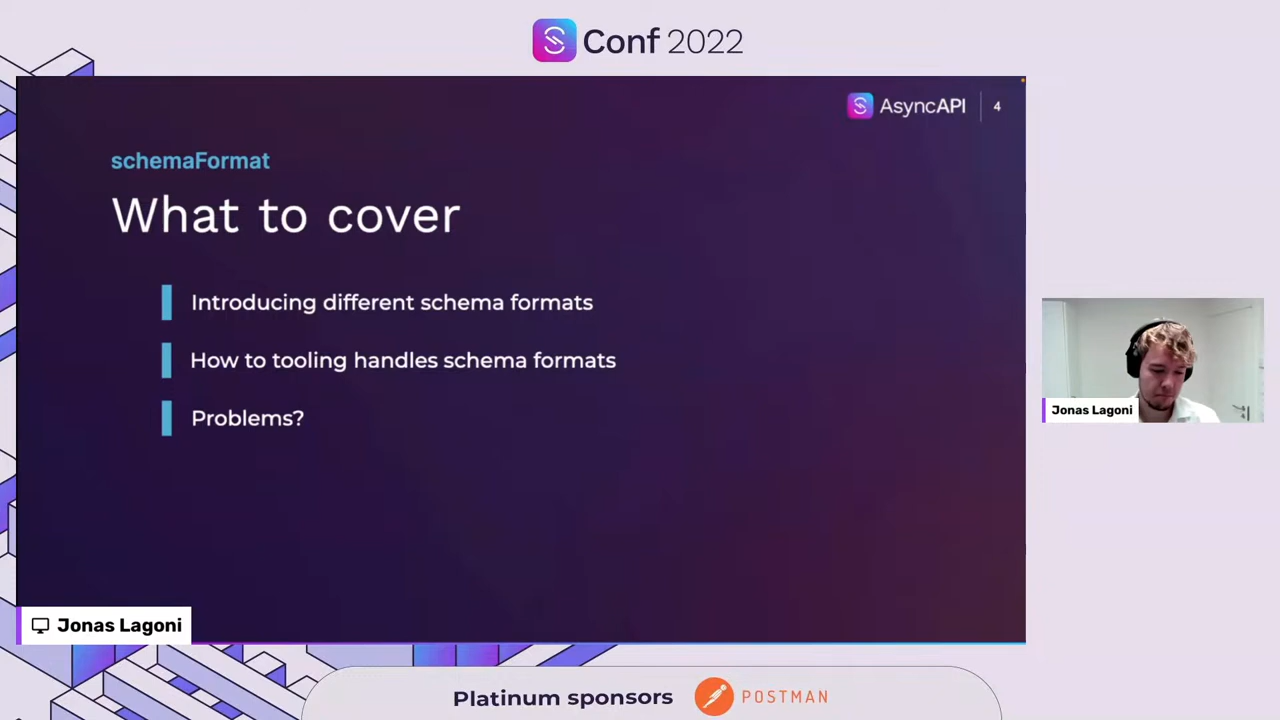 Conf 2022
AsyncAPI
4
schemaFormat
What to cover
Introducing different schema formats
How to tooling handles schema formats
Problems?
Jonas Lagoni
Jonas Lagoni
Platinum sponsors
POSTMAN